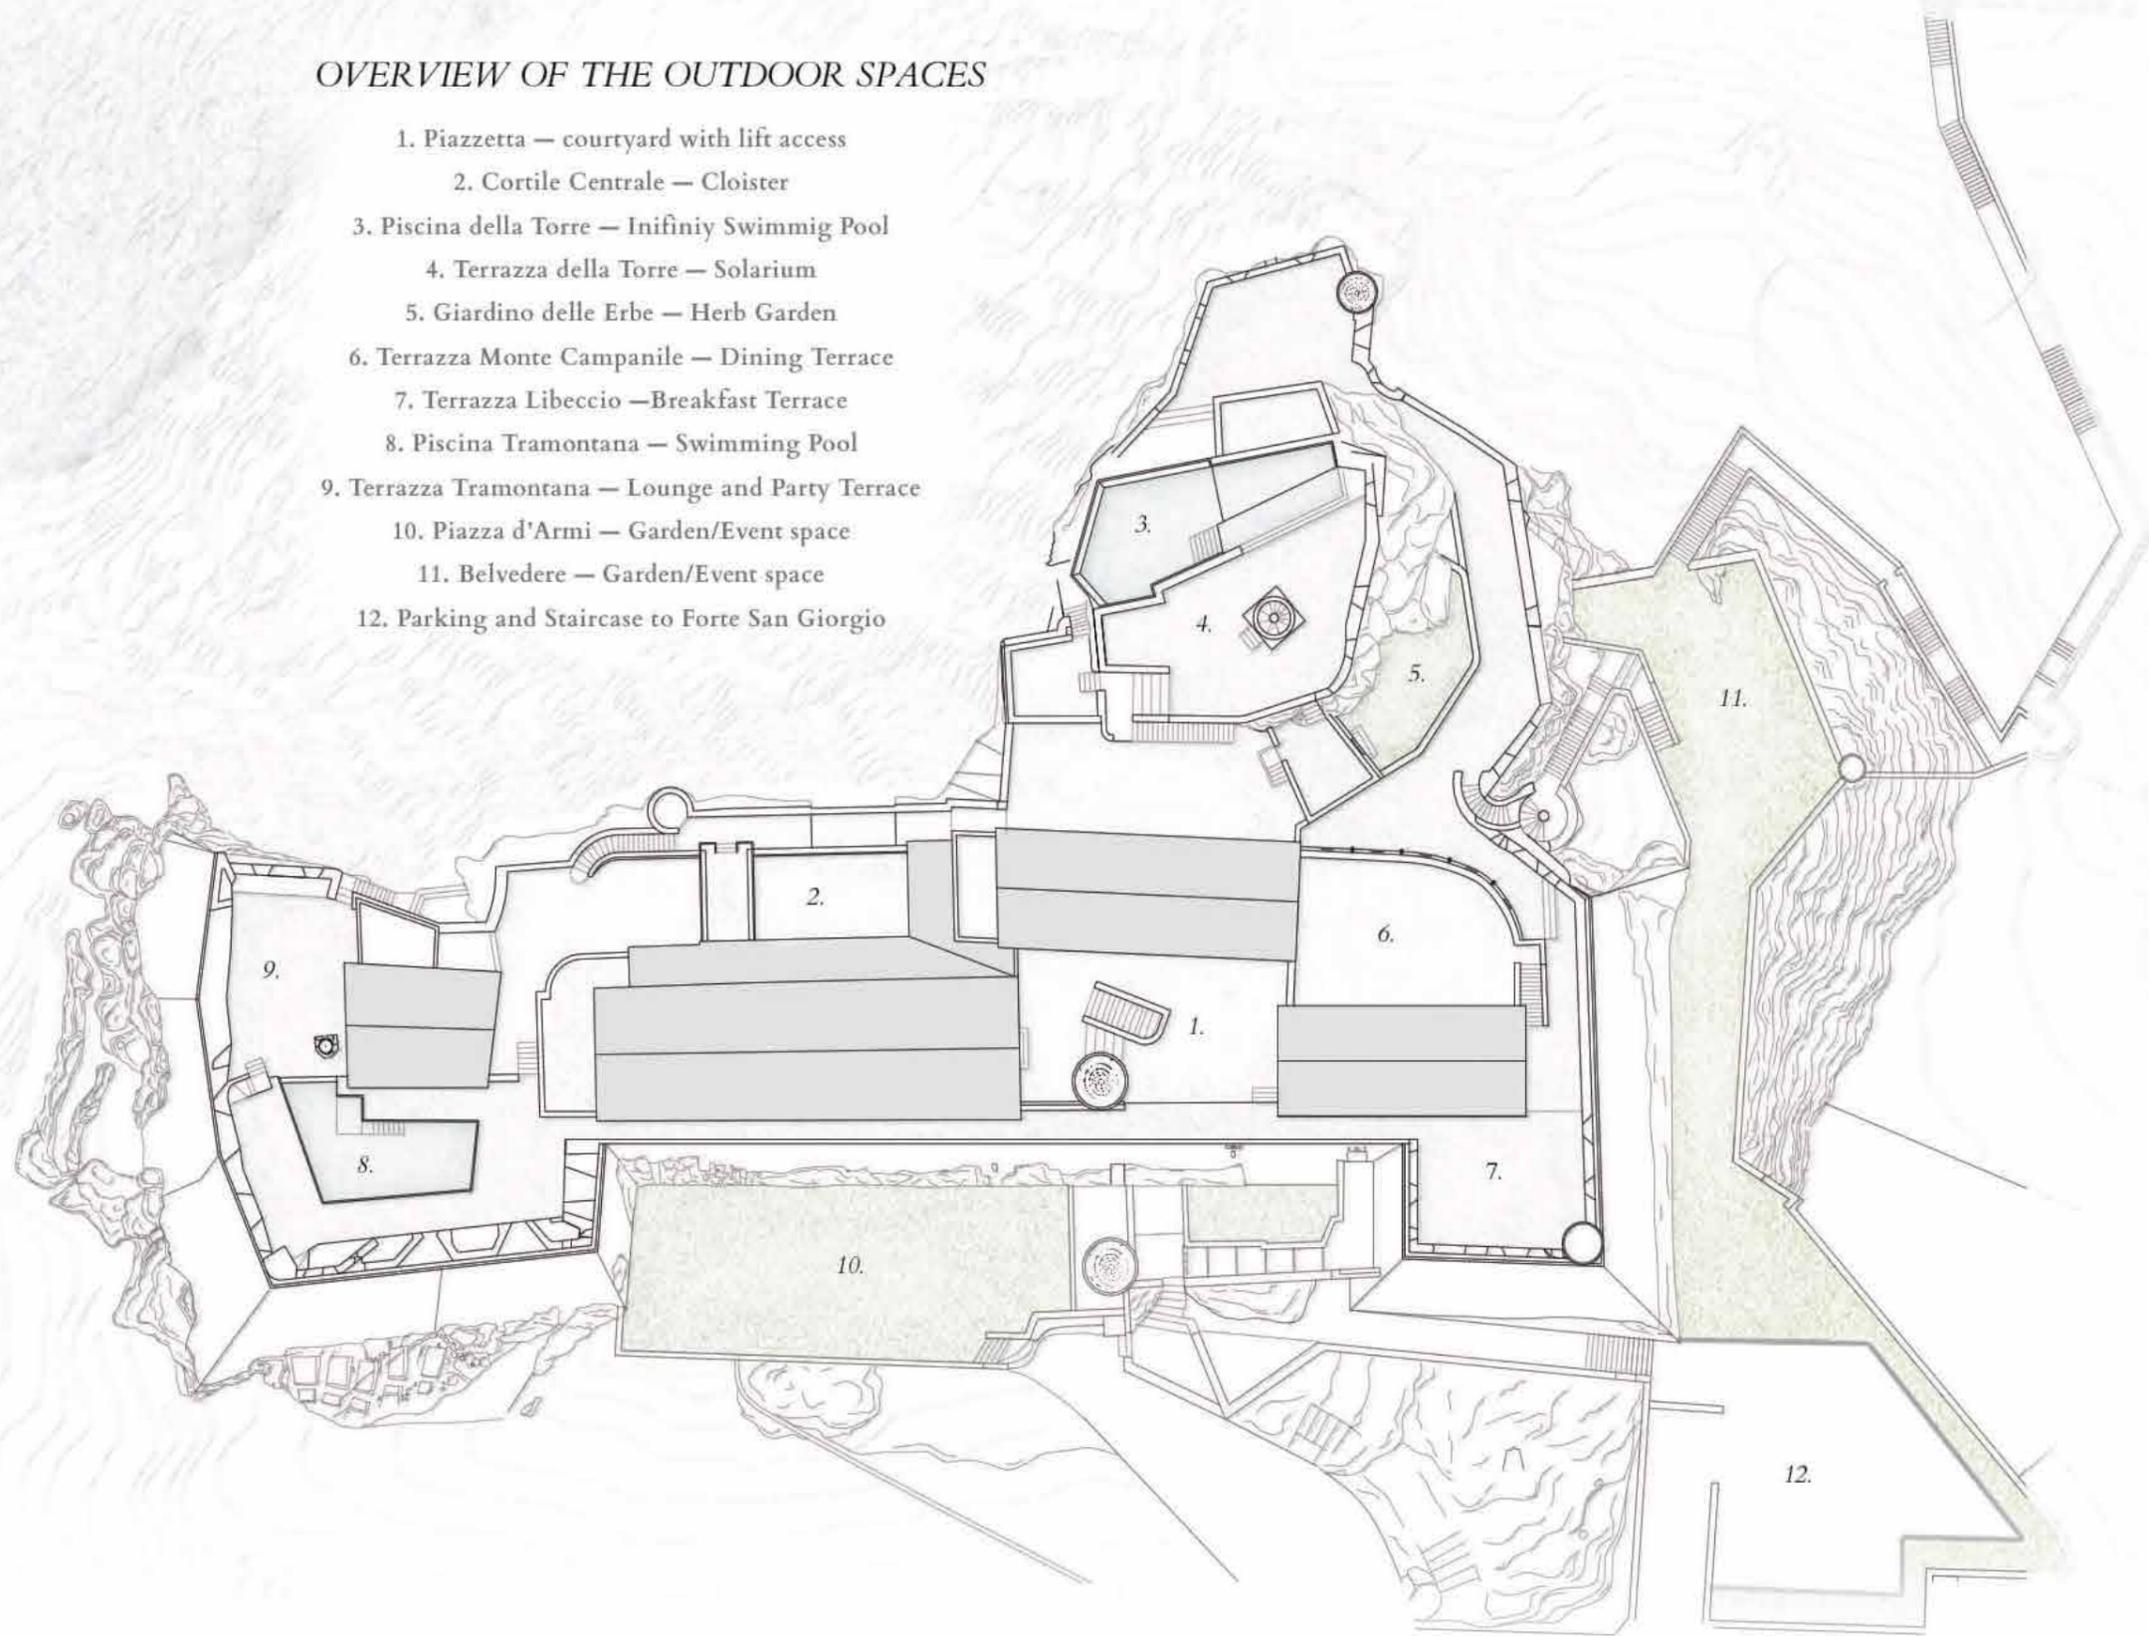 OVERVIEW OF THE OUTDOOR SPACES
1. Piazzetta — courtyard with lift access
2. Cortile Centrale — Cloister
3. Piscina della Torre — Inifiniy Swimmig Pool
4. Terrazza della Torre — Solarium
5. Giardino delle Erbe — Herb Garden
6. Terrazza Monte Campanile — Dining Terrace
7. Terrazza Libeccio —Breakfast Terrace
8. Piscina Tramontana — Swimming Pool
9. Terrazza Tramontana — Lounge and Party Terrace
10. Piazza d'Armi — Garden/Event space
11. Belvedere — Garden/Event space
12. Parking and Staircase to Forte San Giorgio
3.
4.
5.
11.
2.
6.
9.
1.
8.
7.
10.
12.